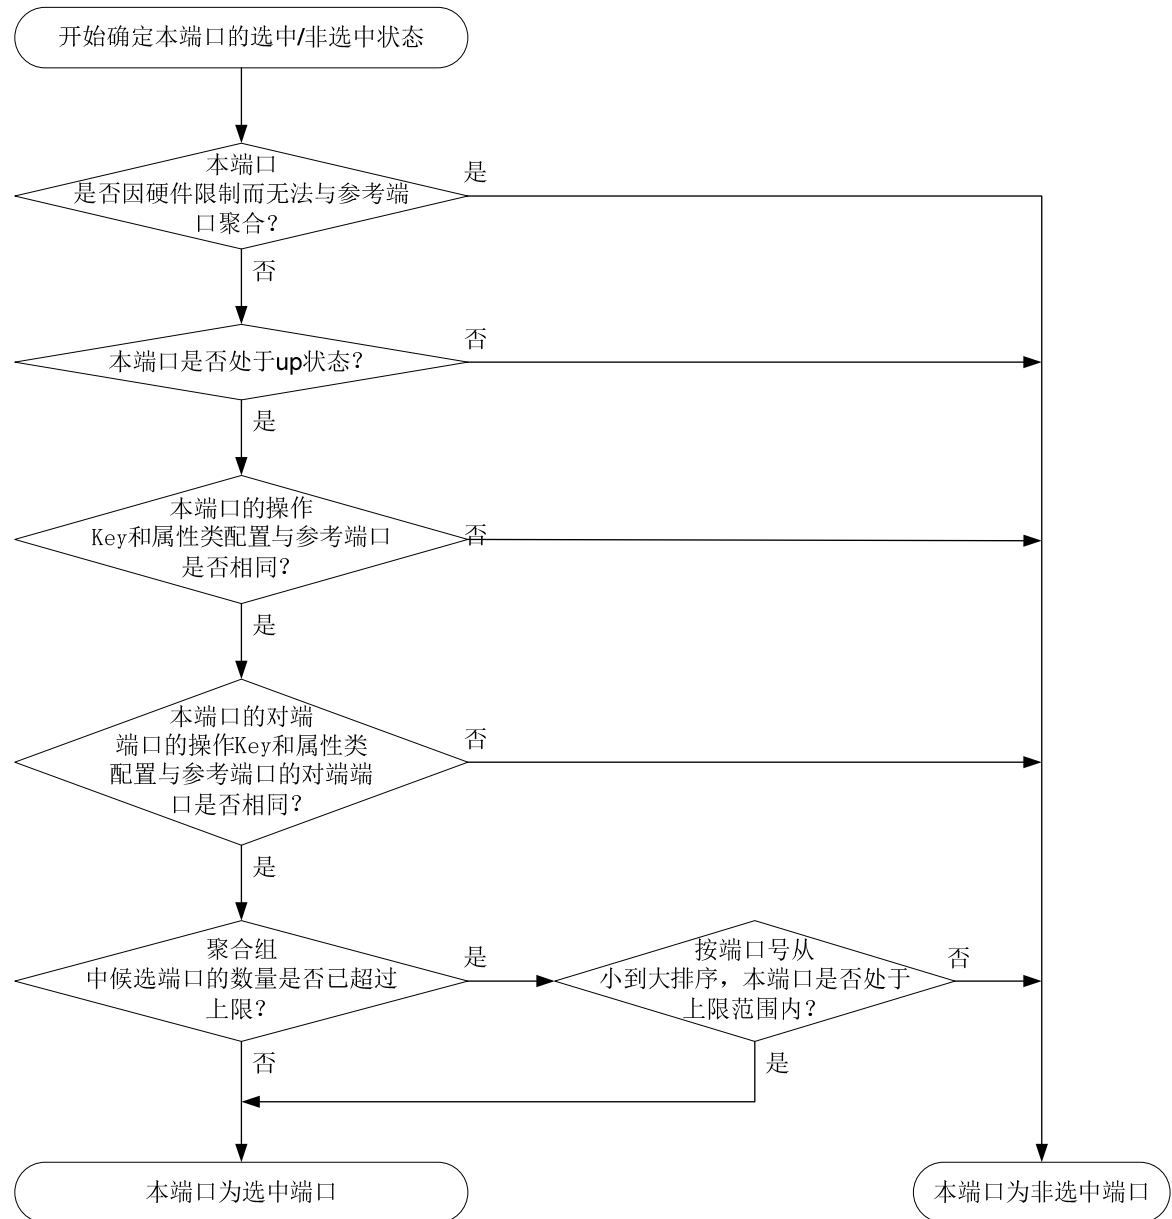 开始确定本端口的选中/非选中状态
本端口
是否因硬件限制而无法与参考端
口聚合？
是
否
本端口是否处于up状态？
否
是
本端口的操作
Key和属性类配置与参考端口
是否相同？
否
是
本端口的对端
端口的操作Key和属性类
配置与参考端口的对端端
口是否相同？
否
是
聚合组
中候选端口的数量是否已超过
上限？
是
按端口号从
小到大排序，本端口是否处于
上限范围内？
否
否
是
本端口为选中端口
本端口为非选中端口